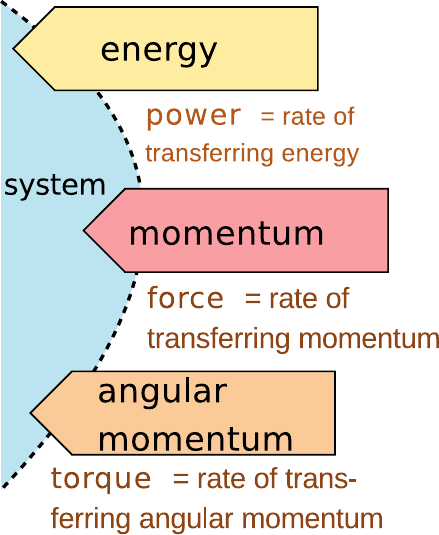 energy
power = rate of
transferring energy
system
momentum
force = rate of
transferring momentum
angular
momentum
torque = rate of trans-
ferring angular momentum